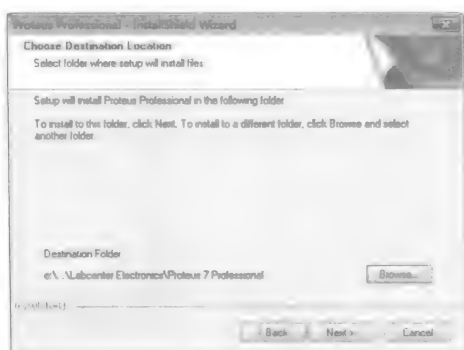 Proteus Professional - InstallShield Wizard
Choose Destination Location
Select folder where setup will install files
Setup will install Proteus Professional in the following folder
To install to this folder, click Next. To install to a different folder, click Browse and select
another folder.
Destination Folder
e:\...\Labcenter Electronics\Proteus 7 Professional
Browse...
InstallShield
Back Next > Cancel